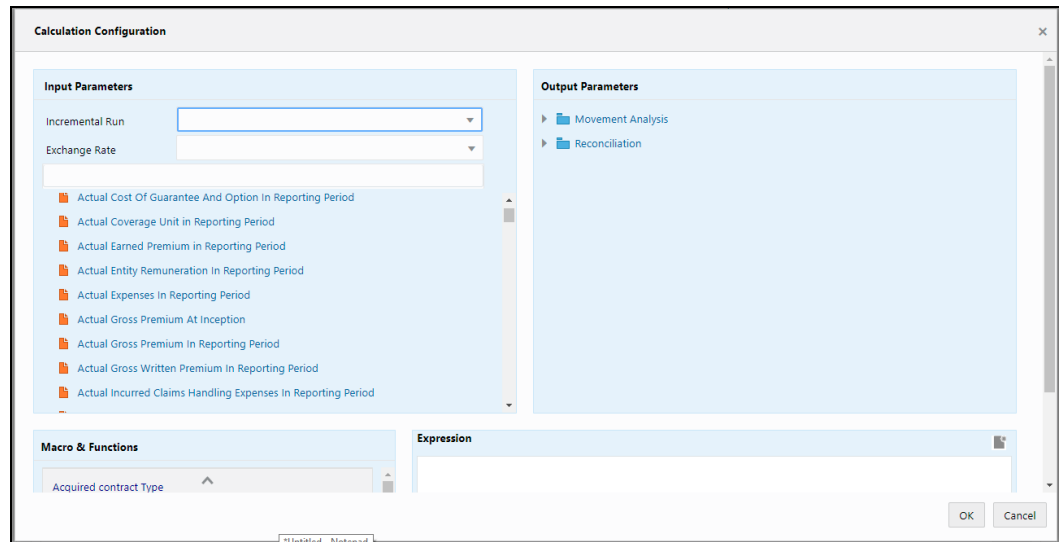 Calculation Configuration
Input Parameters
Incremental Run
Exchange Rate
Actual Cost Of Guarantee And Option In Reporting Period
Actual Coverage Unit in Reporting Period
Actual Earned Premium in Reporting Period
Actual Entity Remuneration In Reporting Period
Actual Expenses In Reporting Period
Actual Gross Premium At Inception
Actual Gross Premium In Reporting Period
Actual Gross Written Premium In Reporting Period
Actual Incurred Claims Handling Expenses In Reporting Period
Output Parameters
Movement Analysis
Reconciliation
Macro & Functions
Acquired contract Type
Expression
OK Cancel
*Untitled - Notepad